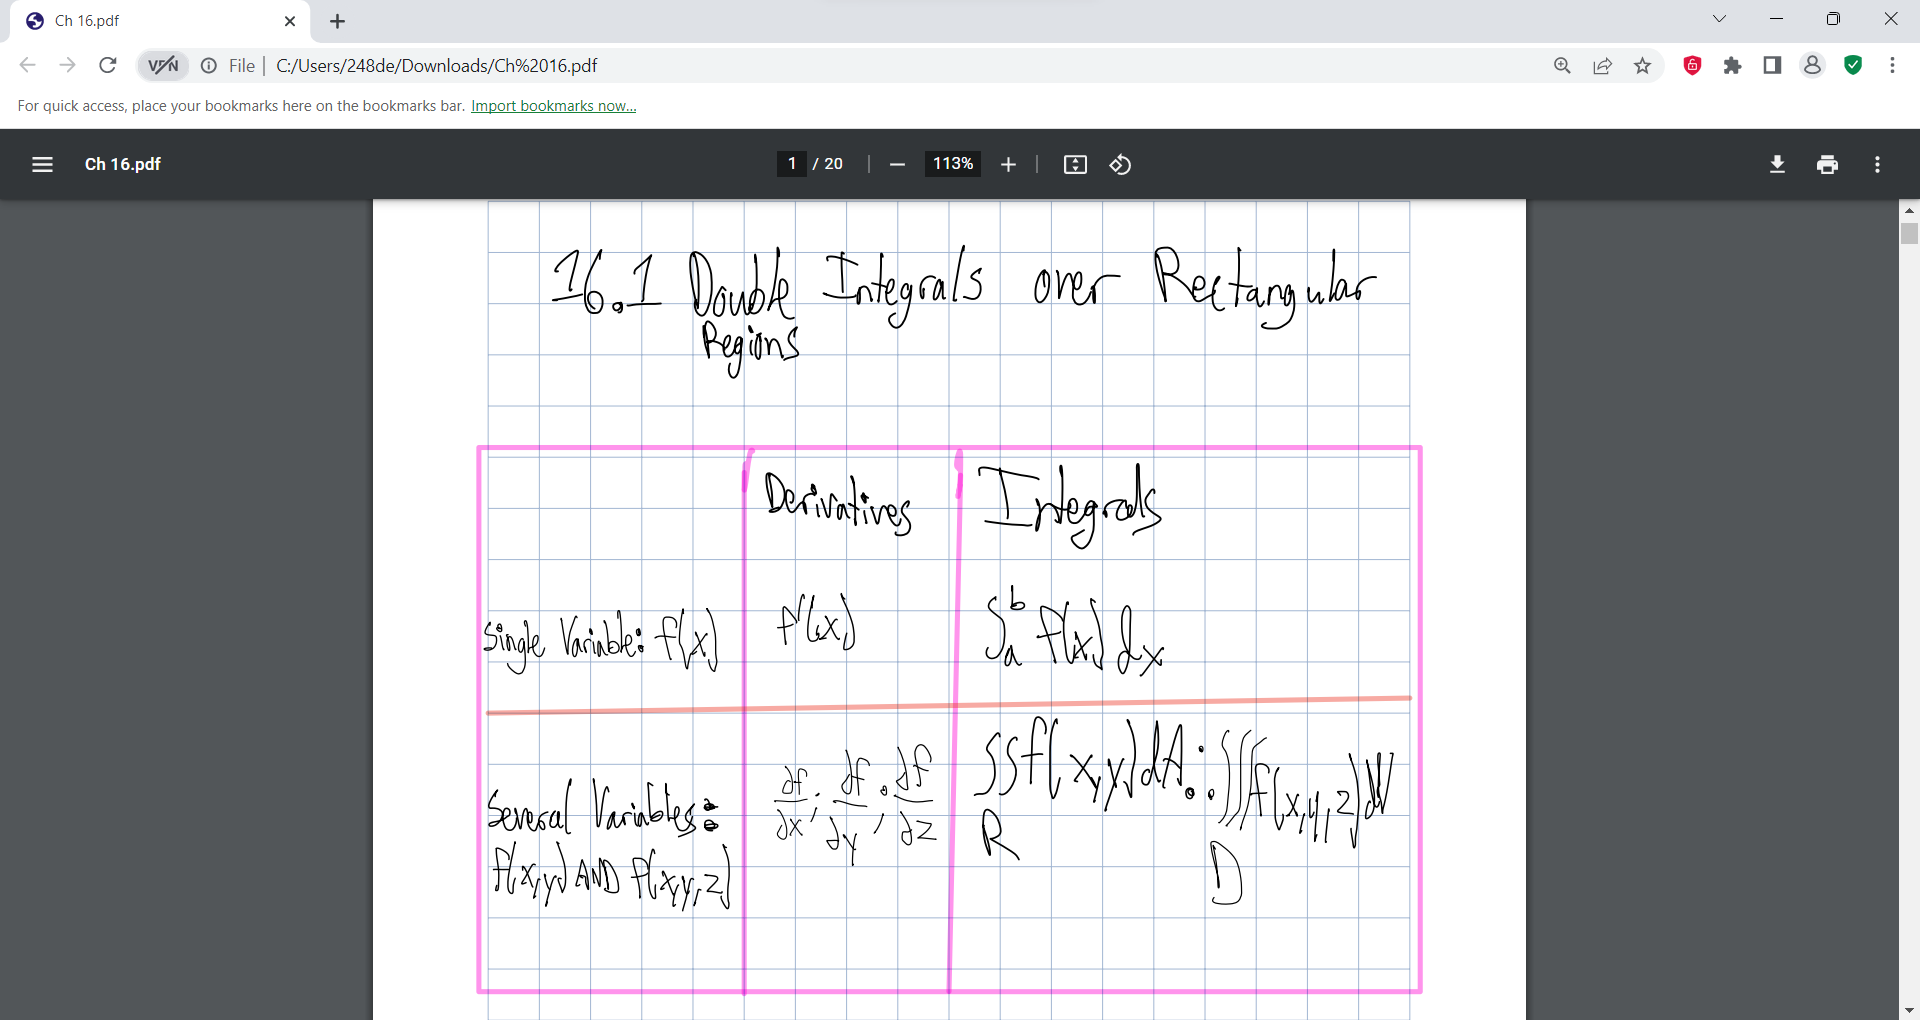 Ch 16.pdf
VPN File C:/Users/248de/Downloads/Ch%2016.pdf
For quick access, place your bookmarks here on the bookmarks bar. Import bookmarks now...
Ch 16.pdf 1 / 20 113%
16.1 Double Integrals over Rectangular
Regions
Derivatives Integrals
Single Variable: f(x) f'(x) ∫ₐᵇ f(x) dx
Several Variables: ∂f/∂x, ∂f/∂y, ∂f/∂z ∬f(x,y)dA ; ∭f(x,y,z)dV
R D
f(x,y) AND f(x,y,z)